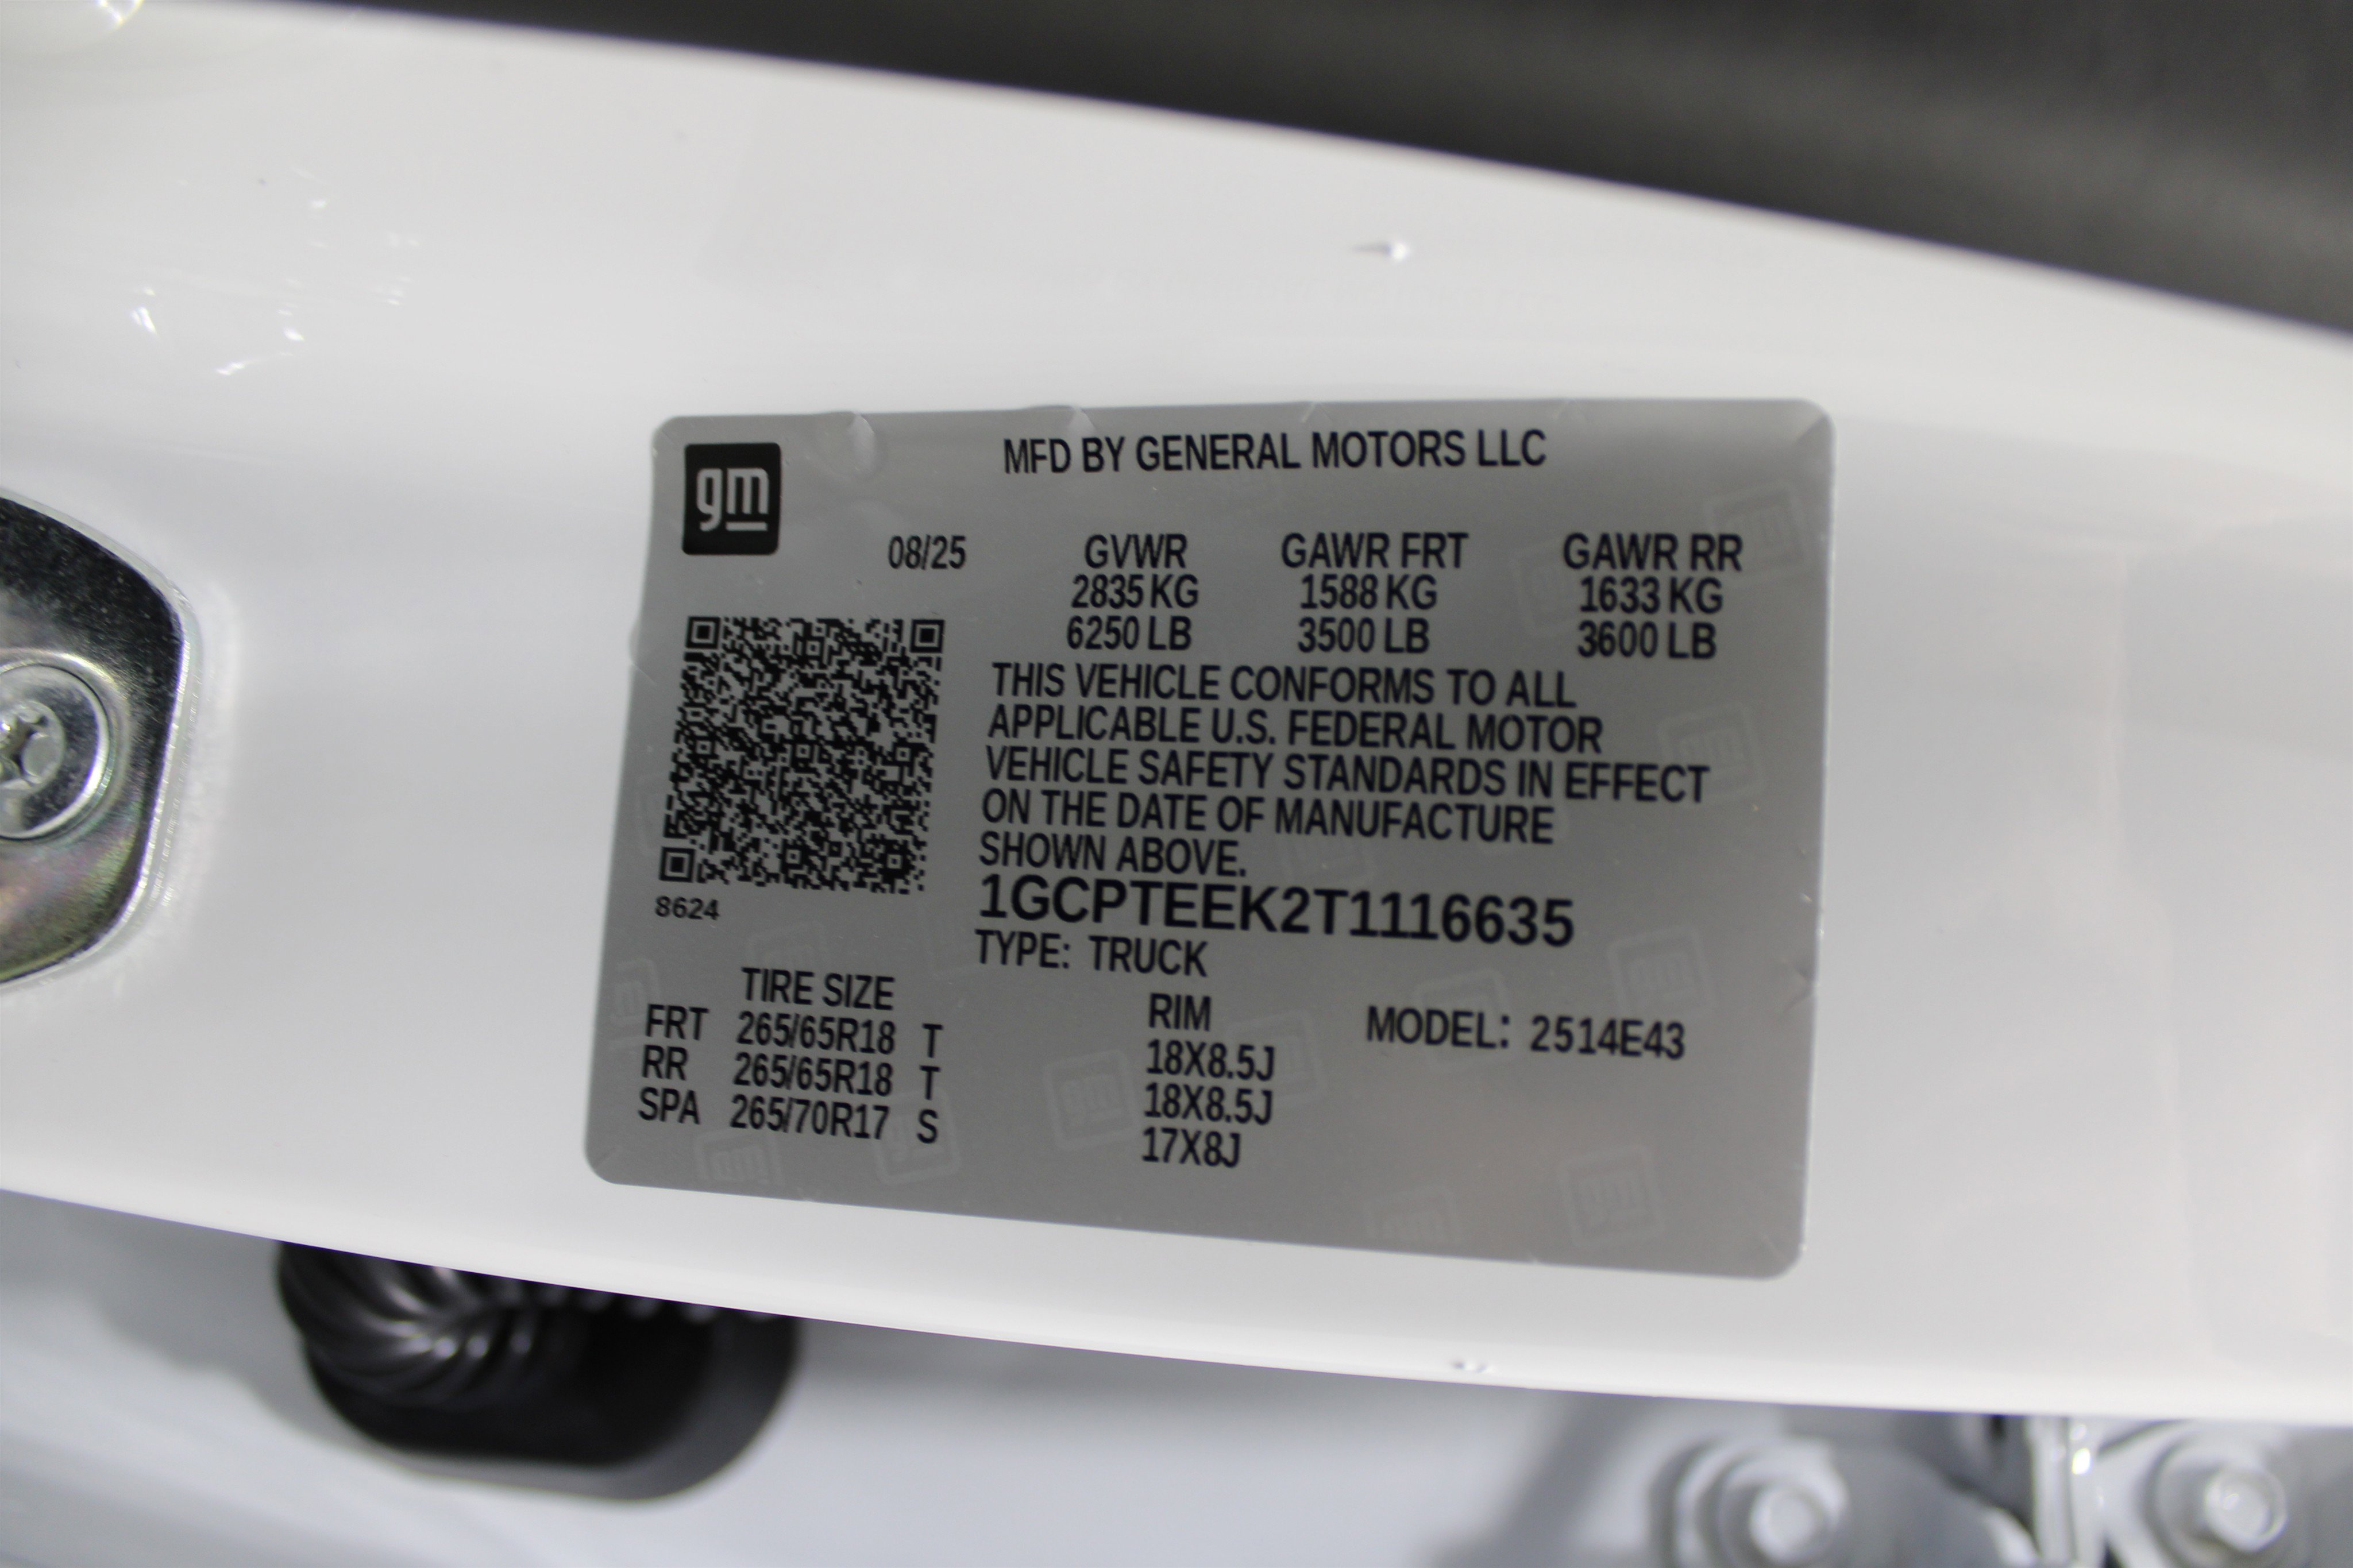 gm
MFD BY GENERAL MOTORS LLC
08/25 GVWR GAWR FRT GAWR RR
2835 KG 1588 KG 1633 KG
6250 LB 3500 LB 3600 LB
THIS VEHICLE CONFORMS TO ALL
APPLICABLE U.S. FEDERAL MOTOR
VEHICLE SAFETY STANDARDS IN EFFECT
ON THE DATE OF MANUFACTURE
SHOWN ABOVE.
8624
1GCPTEEK2T1116635
TYPE: TRUCK
TIRE SIZE RIM MODEL: 2514E43
FRT 265/65R18 T 18X8.5J
RR 265/65R18 T 18X8.5J
SPA 265/70R17 S 17X8J